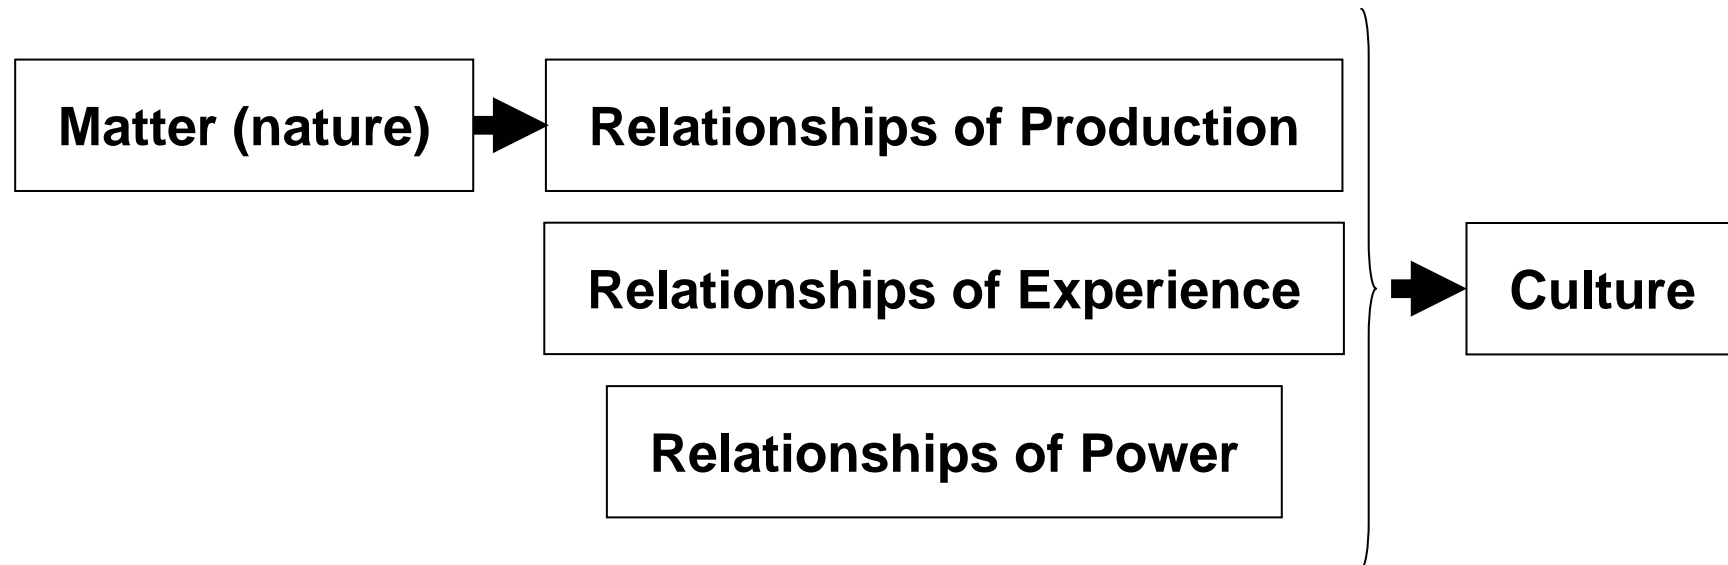 Matter (nature)
Relationships of Production
Relationships of Experience
Culture
Relationships of Power